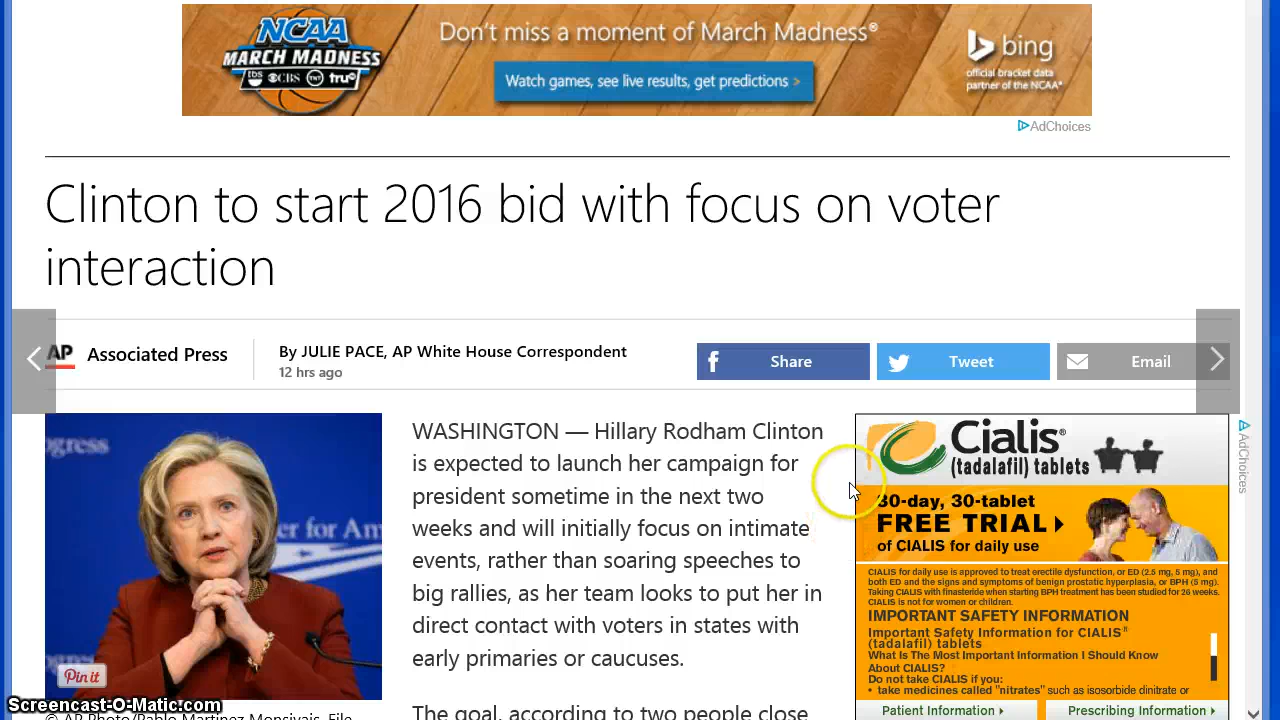 NCAA
MARCH MADNESS
tbs CBS TNT truTV
Don't miss a moment of March Madness®
Watch games, see live results, get predictions >
bing
official bracket data
partner of the NCAA®
AdChoices
Clinton to start 2016 bid with focus on voter
interaction
AP
Associated Press
By JULIE PACE, AP White House Correspondent
12 hrs ago
Share
Tweet
Email
ogress
ter for Am
Pin it
WASHINGTON — Hillary Rodham Clinton
is expected to launch her campaign for
president sometime in the next two
weeks and will initially focus on intimate
events, rather than soaring speeches to
big rallies, as her team looks to put her in
direct contact with voters in states with
early primaries or caucuses.
The goal, according to two people close
Cialis®
(tadalafil) tablets
30-day, 30-tablet
FREE TRIAL
of CIALIS for daily use
CIALIS for daily use is approved to treat erectile dysfunction, or ED (2.5 mg, 5 mg), and
both ED and the signs and symptoms of benign prostatic hyperplasia, or BPH (5 mg).
Taking CIALIS with finasteride when starting BPH treatment has been studied for 26 weeks.
CIALIS is not for women or children.
IMPORTANT SAFETY INFORMATION
Important Safety Information for CIALIS®
(tadalafil) tablets
What Is The Most Important Information I Should Know
About CIALIS?
Do not take CIALIS if you:
• take medicines called "nitrates" such as isosorbide dinitrate or
Patient Information
Prescribing Information
AdChoices
© AP Photo/Pablo Martinez Monsivais, File
Screencast-O-Matic.com